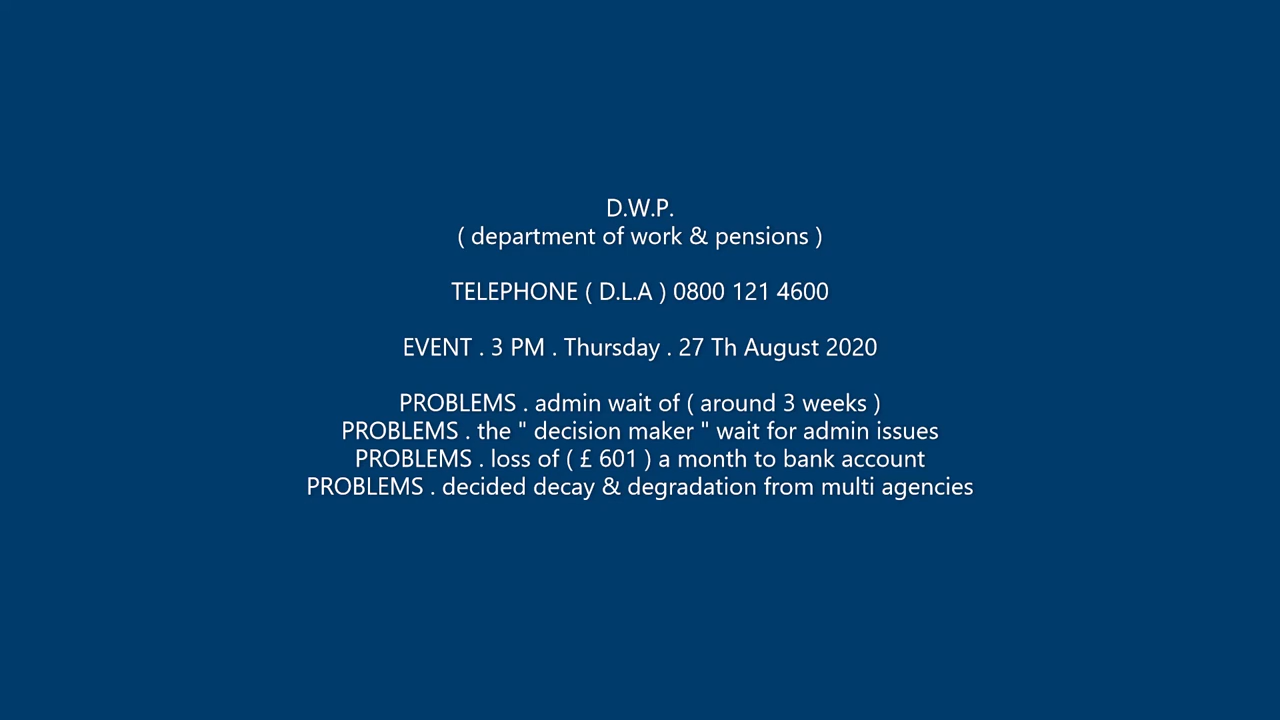 D.W.P.
( department of work & pensions )
TELEPHONE ( D.L.A ) 0800 121 4600
EVENT . 3 PM . Thursday . 27 Th August 2020
PROBLEMS . admin wait of ( around 3 weeks )
PROBLEMS . the " decision maker " wait for admin issues
PROBLEMS . loss of ( £ 601 ) a month to bank account
PROBLEMS . decided decay & degradation from multi agencies